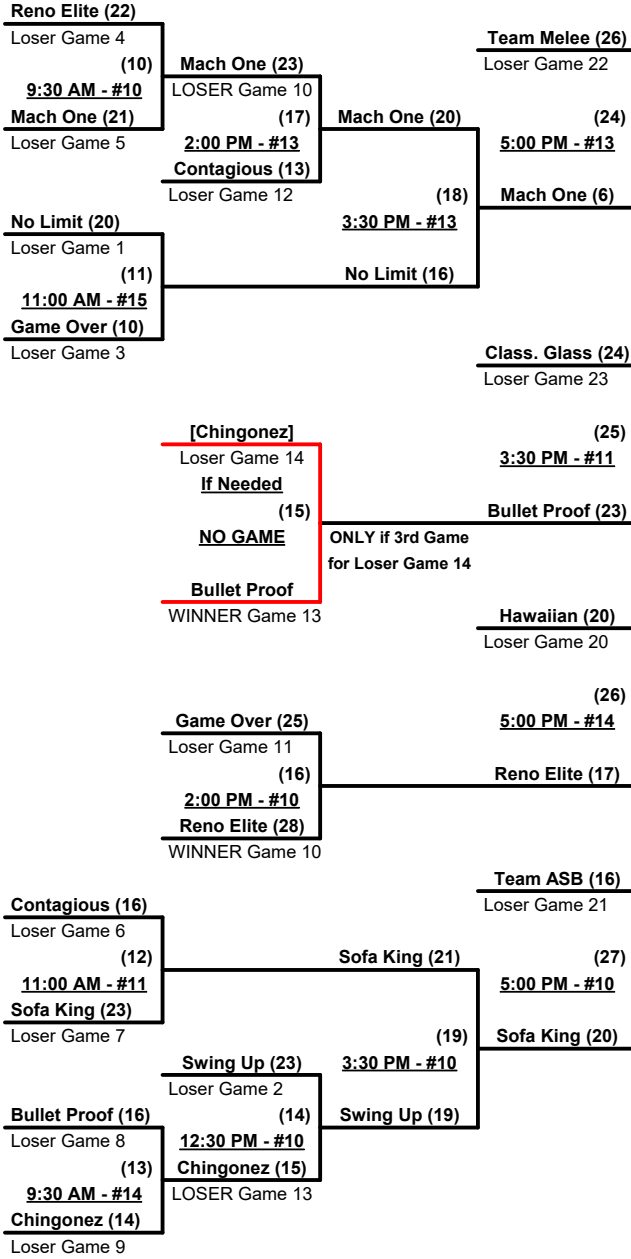 Reno Elite (22)
Loser Game 4
(10)
9:30 AM - #10
Mach One (21)
Loser Game 5
Mach One (23)
LOSER Game 10
(17)
2:00 PM - #13
Contagious (13)
Loser Game 12
Mach One (20)
(18)
3:30 PM - #13
No Limit (16)
No Limit (20)
Loser Game 1
(11)
11:00 AM - #15
Game Over (10)
Loser Game 3
Team Melee (26)
Loser Game 22
(24)
5:00 PM - #13
Mach One (6)
Class. Glass (24)
Loser Game 23
(25)
3:30 PM - #11
Bullet Proof (23)
[Chingonez]
Loser Game 14
If Needed
(15)
NO GAME
Bullet Proof
WINNER Game 13
ONLY if 3rd Game
for Loser Game 14
Hawaiian (20)
Loser Game 20
(26)
5:00 PM - #14
Reno Elite (17)
Game Over (25)
Loser Game 11
(16)
2:00 PM - #10
Reno Elite (28)
WINNER Game 10
Team ASB (16)
Loser Game 21
(27)
5:00 PM - #10
Sofa King (20)
Contagious (16)
Loser Game 6
(12)
11:00 AM - #11
Sofa King (23)
Loser Game 7
Sofa King (21)
(19)
3:30 PM - #10
Swing Up (19)
Swing Up (23)
Loser Game 2
(14)
12:30 PM - #10
Chingonez (15)
LOSER Game 13
Bullet Proof (16)
Loser Game 8
(13)
9:30 AM - #14
Chingonez (14)
Loser Game 9